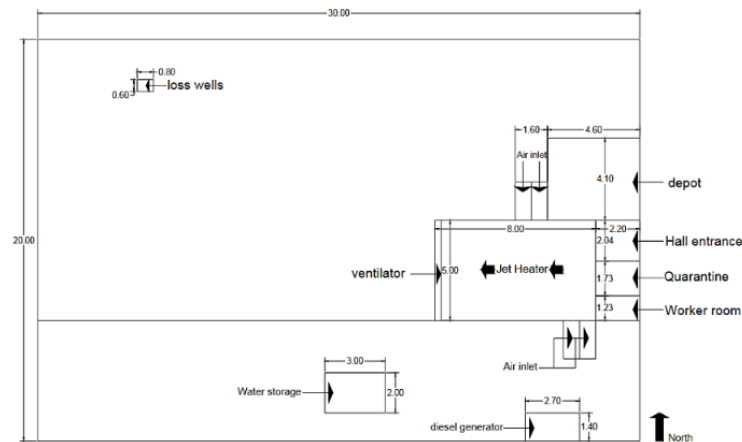 30.00
0.80
0.60
loss wells
1.60
4.60
Air inlet
4.10
depot
20.00
8.00
2.20
2.04
Hall entrance
ventilator
5.00
Jet Heater
1.73
Quarantine
1.23
Worker room
Air inlet
3.00
Water storage
2.00
2.70
diesel generator
1.40
North